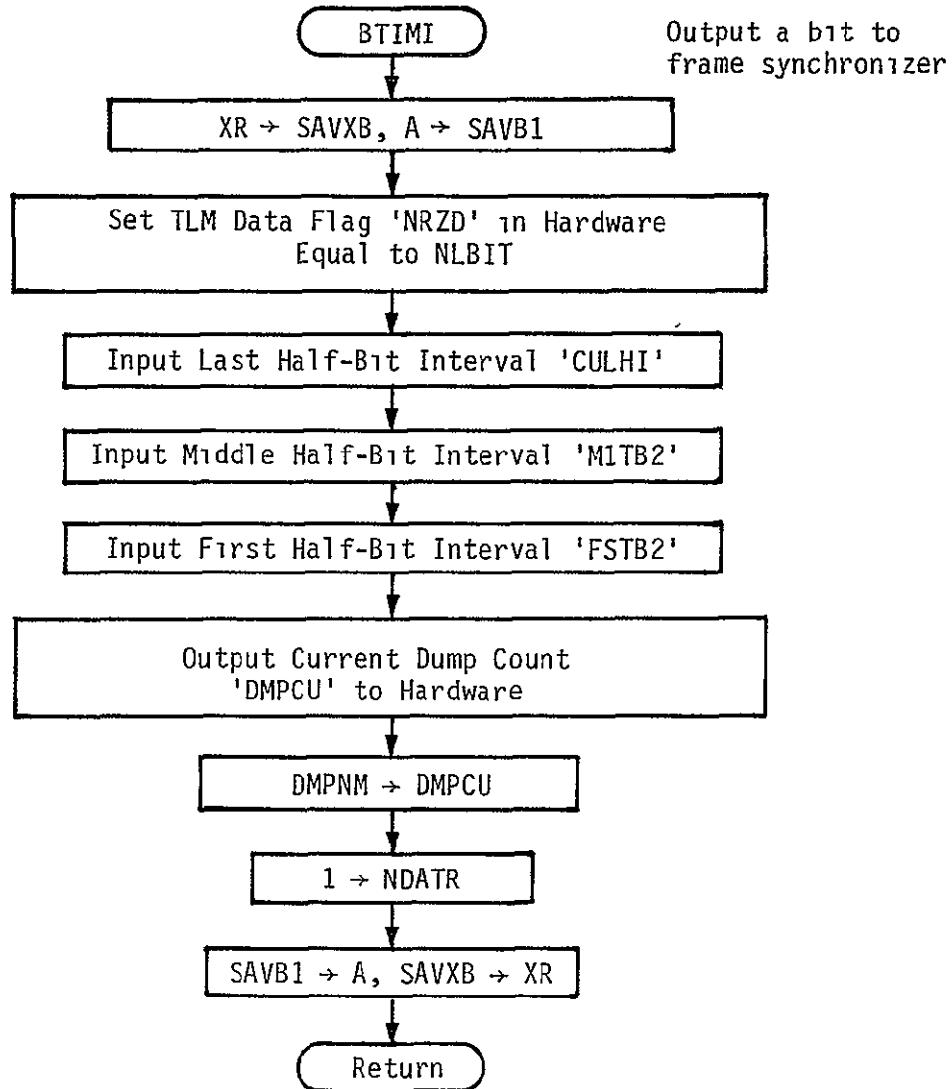 BTIMI
Output a bit to
frame synchronizer
XR → SAVXB, A → SAVB1
Set TLM Data Flag 'NRZD' in Hardware
Equal to NLBIT
Input Last Half-Bit Interval 'CULHI'
Input Middle Half-Bit Interval 'M1TB2'
Input First Half-Bit Interval 'FSTB2'
Output Current Dump Count
'DMPCU' to Hardware
DMPNM → DMPCU
1 → NDATR
SAVB1 → A, SAVXB → XR
Return